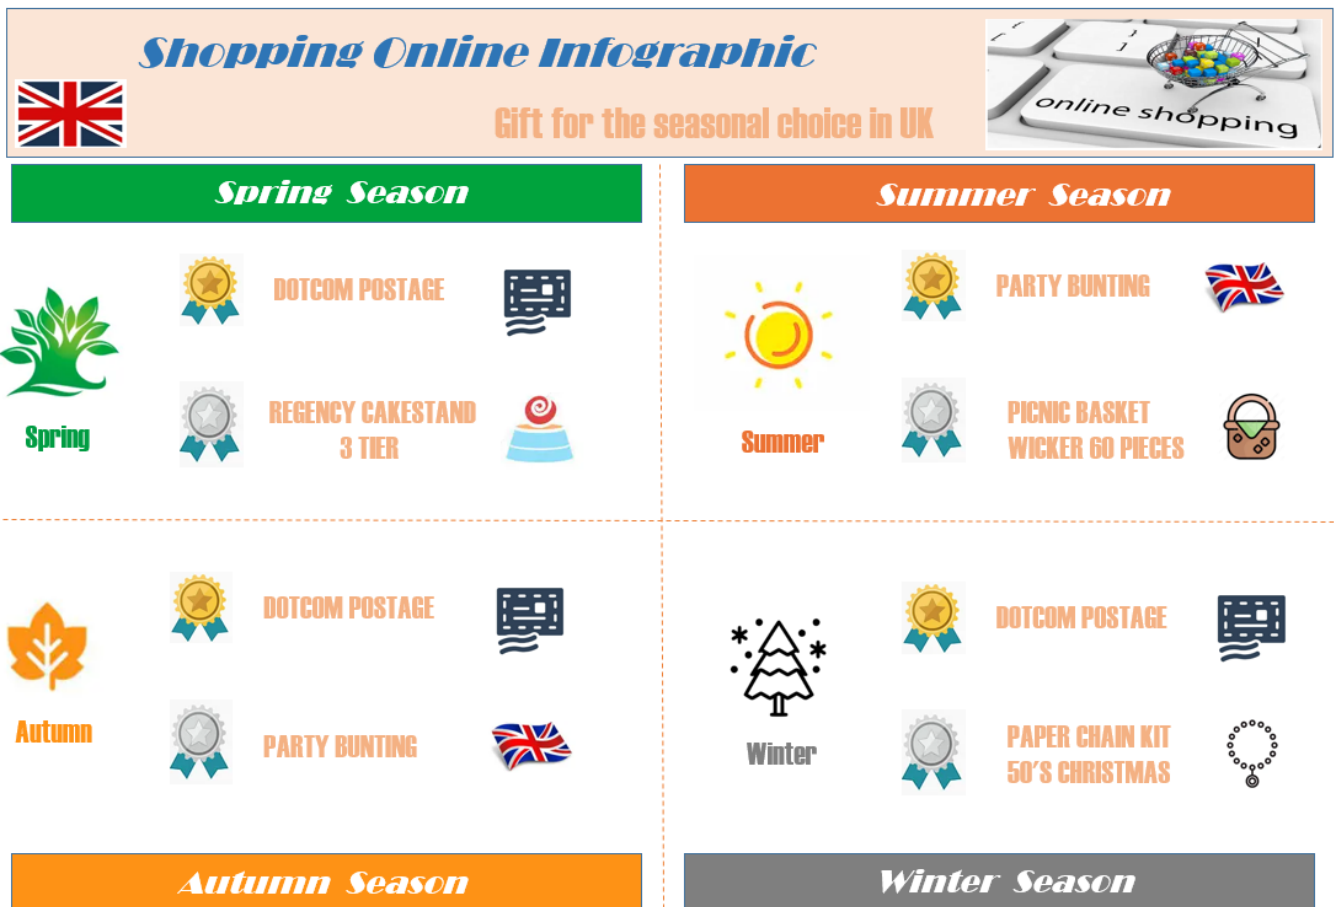 Shopping Online Infographic
Gift for the seasonal choice in UK
online shopping
Spring Season
DOTCOM POSTAGE
REGENCY CAKESTAND
3 TIER
Spring
Summer Season
PARTY BUNTING
PICNIC BASKET
WICKER 60 PIECES
Summer
DOTCOM POSTAGE
PARTY BUNTING
Autumn
Autumn Season
DOTCOM POSTAGE
PAPER CHAIN KIT
50'S CHRISTMAS
Winter
Winter Season